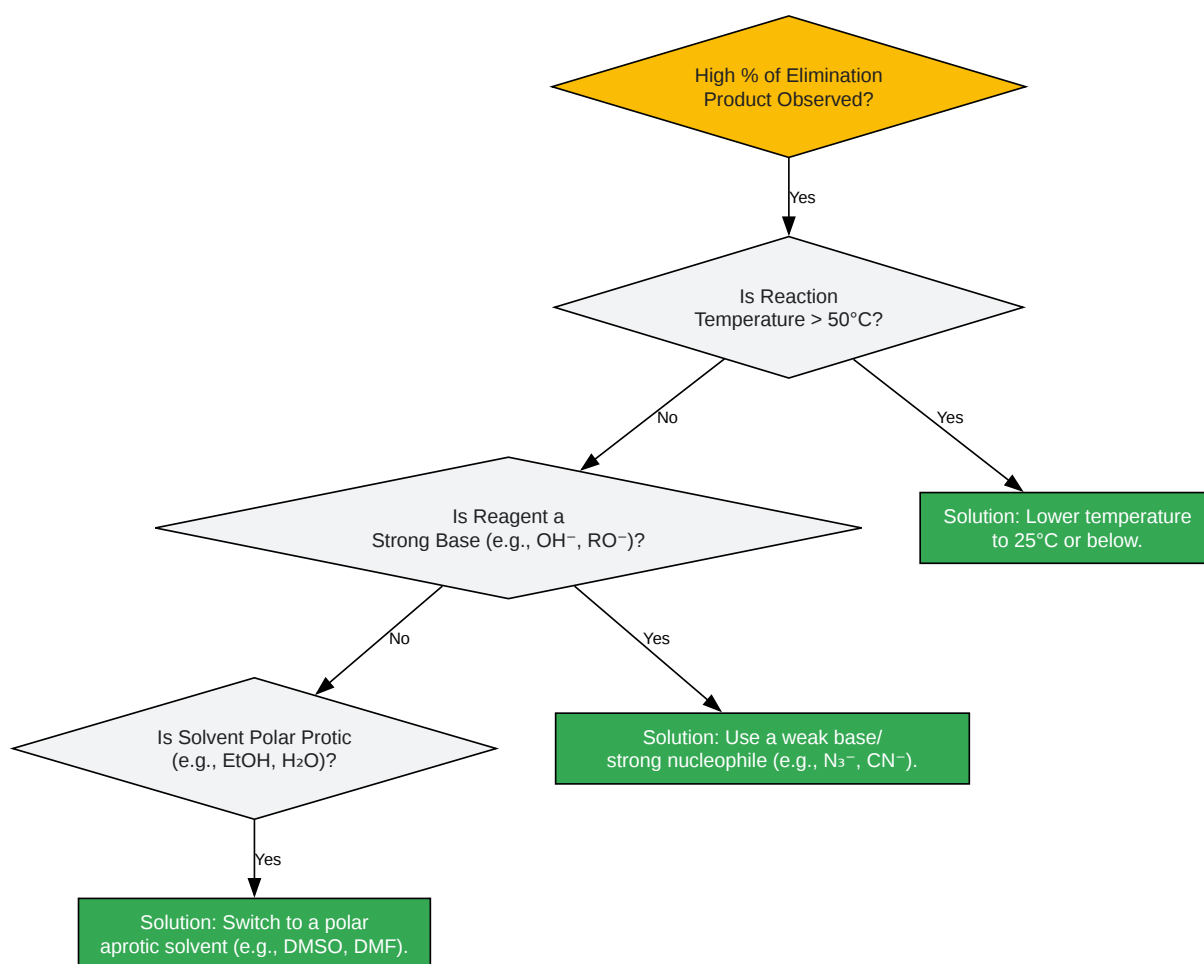 High % of Elimination
Product Observed?
Yes
Is Reaction
Temperature > 50°C?
No
Yes
Is Reagent a
Strong Base (e.g., OH⁻, RO⁻)?
Solution: Lower temperature
to 25°C or below.
No
Yes
Is Solvent Polar Protic
(e.g., EtOH, H₂O)?
Solution: Use a weak base/
strong nucleophile (e.g., N₃⁻, CN⁻).
Yes
Solution: Switch to a polar
aprotic solvent (e.g., DMSO, DMF).